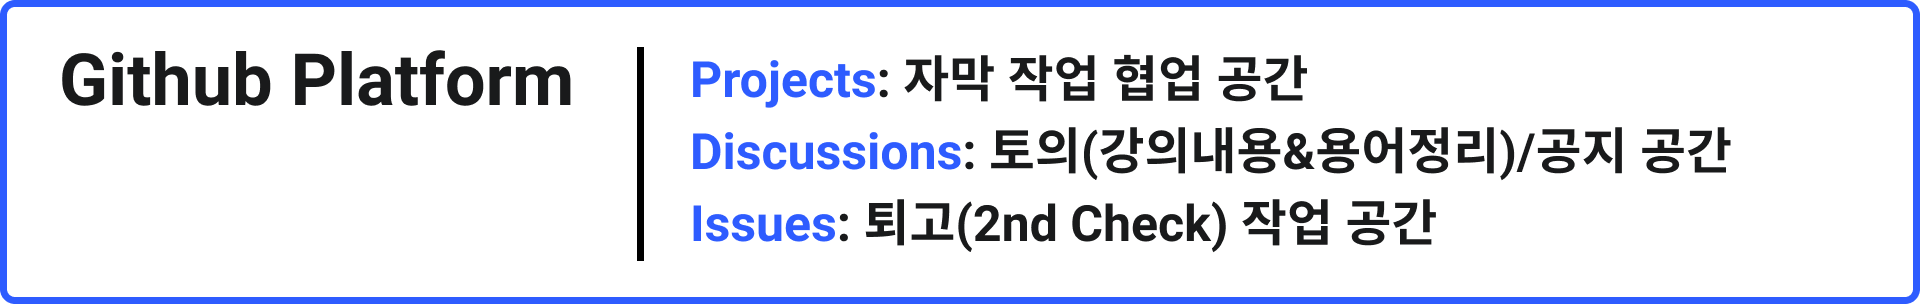 Github Platform
Projects: 자막 작업 협업 공간
Discussions: 토의(강의내용&용어정리)/공지 공간
Issues: 퇴고(2nd Check) 작업 공간